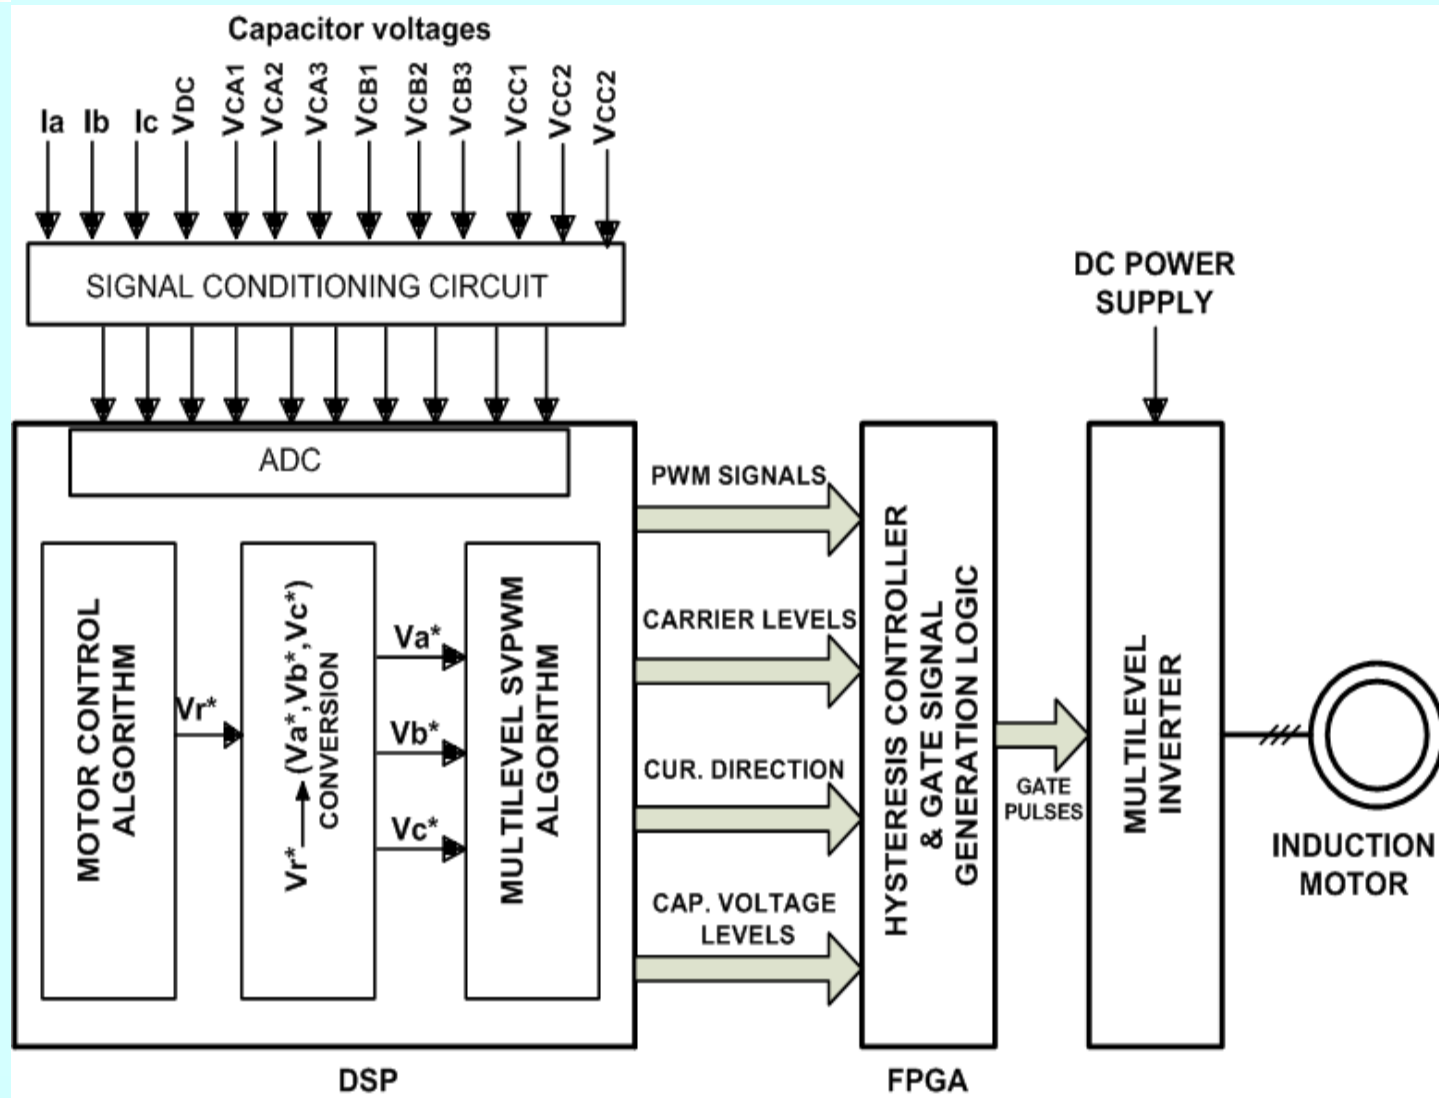 Capacitor voltages
Ia Ib Ic VDC VCA1 VCA2 VCA3 VCB1 VCB2 VCB3 VCC1 VCC2 VCC2
SIGNAL CONDITIONING CIRCUIT
DC POWER
SUPPLY
ADC
MOTOR CONTROL
ALGORITHM
Vr*
Vr* (Va*,Vb*,Vc*)
CONVERSION
Va*
Vb*
Vc*
MULTILEVEL SVPWM
ALGORITHM
PWM SIGNALS
CARRIER LEVELS
CUR. DIRECTION
CAP. VOLTAGE
LEVELS
HYSTERESIS CONTROLLER
& GATE SIGNAL
GENERATION LOGIC
GATE
PULSES
MULTILEVEL
INVERTER
INDUCTION
MOTOR
DSP
FPGA